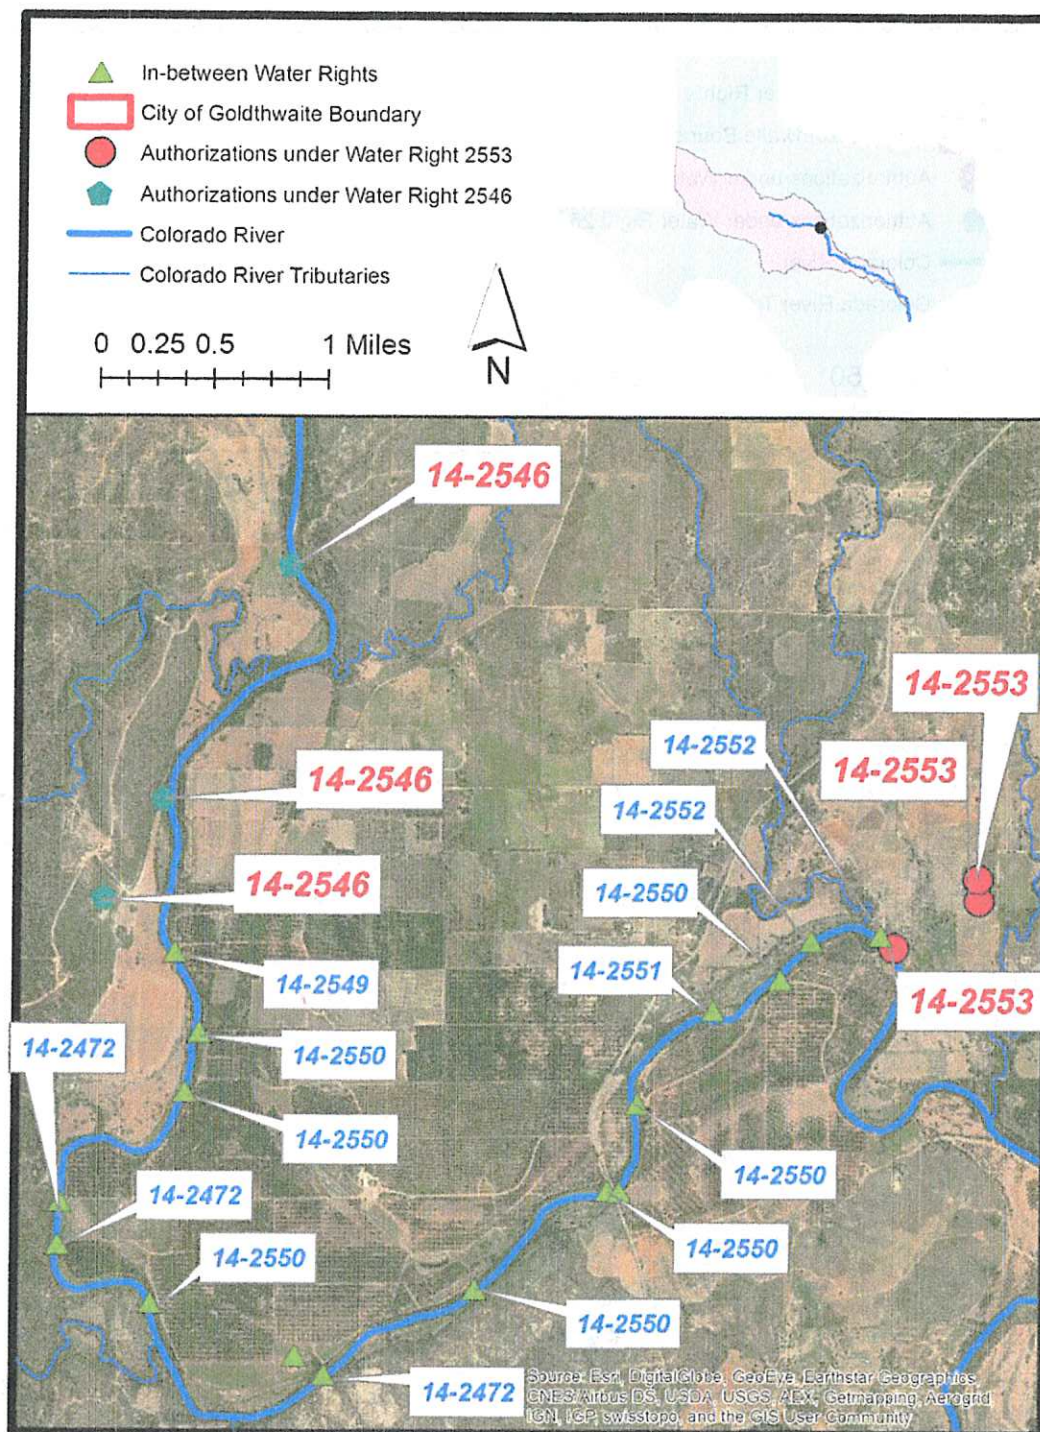 In-between Water Rights
City of Goldthwaite Boundary
Authorizations under Water Right 2553
Authorizations under Water Right 2546
Colorado River
Colorado River Tributaries
0 0.25 0.5 1 Miles
N
14-2546
14-2553
14-2552
14-2553
14-2546
14-2552
14-2546
14-2550
14-2551
14-2549
14-2553
14-2472
14-2550
14-2550
14-2550
14-2472
14-2550
14-2550
14-2550
14-2472
Source: Esri, DigitalGlobe, GeoEye, Earthstar Geographics,
CNES/Airbus DS, USDA, USGS, AEX, Getmapping, Aerogrid,
IGN, IGP, swisstopo, and the GIS User Community